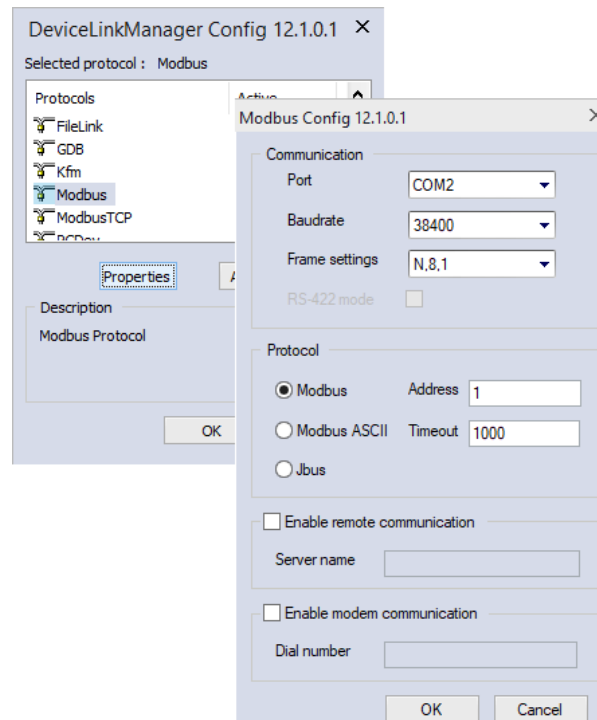 DeviceLinkManager Config 12.1.0.1
Selected protocol : Modbus
Protocols
FileLink
GDB
Kfm
Modbus
ModbusTCP
Properties
A
Description
Modbus Protocol
OK
Modbus Config 12.1.0.1
Communication
Port COM2
Baudrate 38400
Frame settings N,8,1
RS-422 mode
Protocol
Modbus Address 1
Modbus ASCII Timeout 1000
Jbus
Enable remote communication
Server name
Enable modem communication
Dial number
OK Cancel